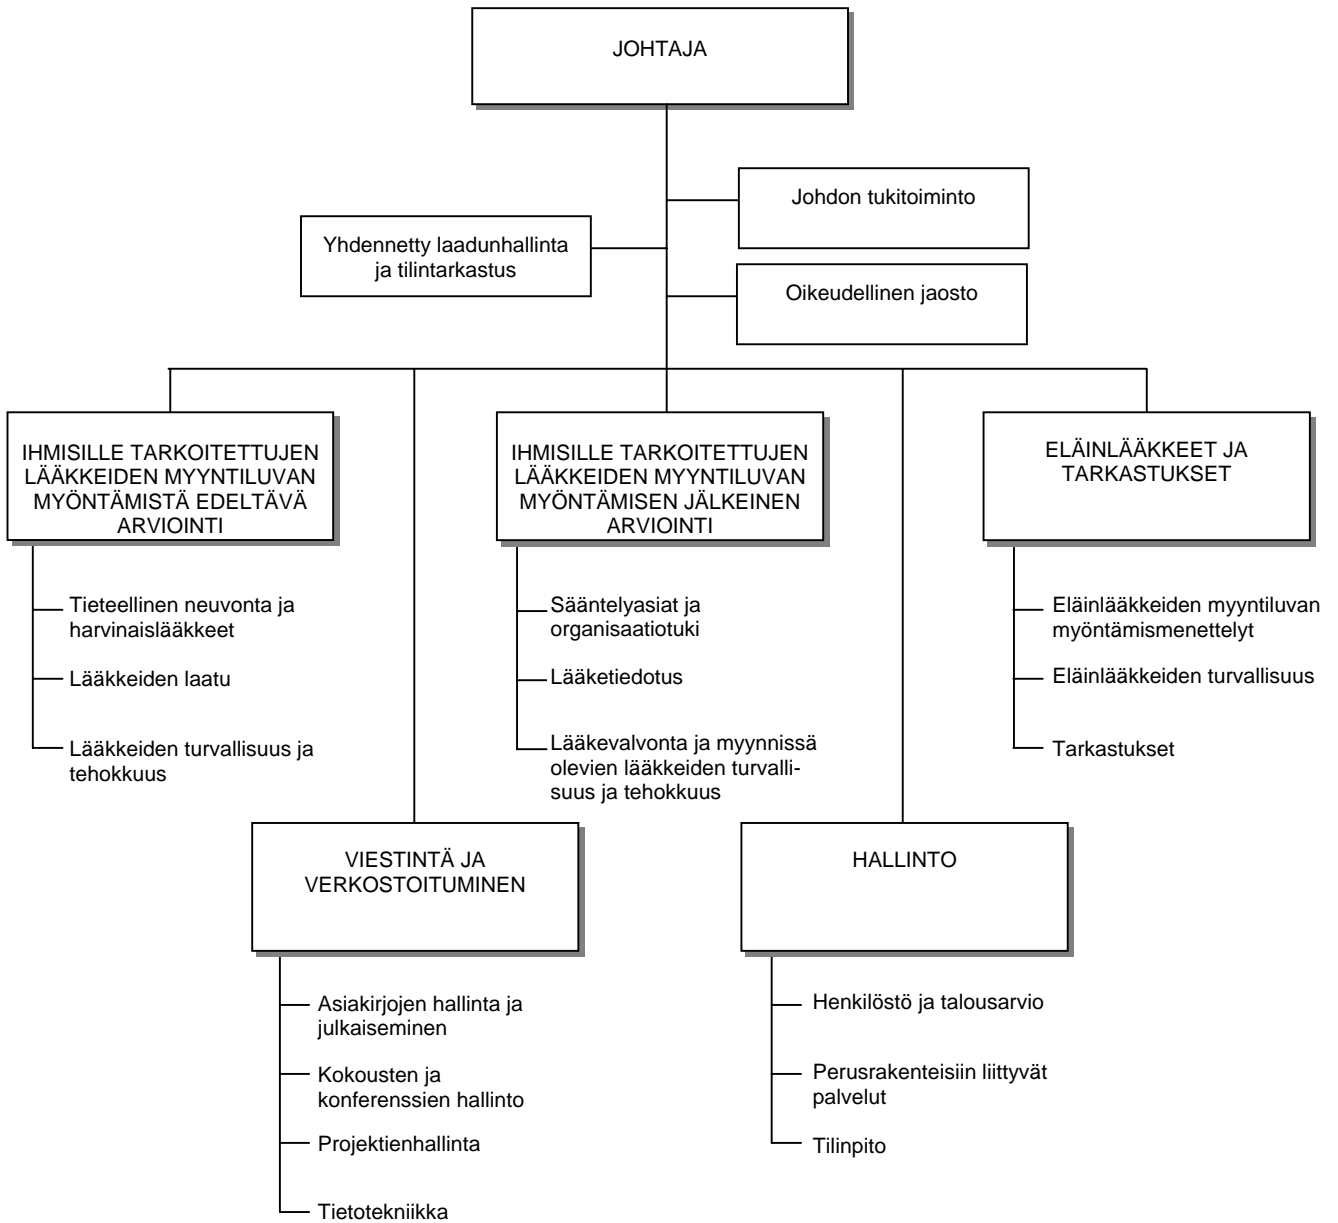 JOHTAJA
Johdon tukitoiminto
Yhdennetty laadunhallinta
ja tilintarkastus
Oikeudellinen jaosto
IHMISILLE TARKOITETTUJEN
LÄÄKKEIDEN MYYNTILUVAN
MYÖNTÄMISTÄ EDELTÄVÄ
ARVIOINTI
Tieteellinen neuvonta ja
harvinaislääkkeet
Lääkkeiden laatu
Lääkkeiden turvallisuus ja
tehokkuus
IHMISILLE TARKOITETTUJEN
LÄÄKKEIDEN MYYNTILUVAN
MYÖNTÄMISEN JÄLKEINEN
ARVIOINTI
Sääntelyasiat ja
organisaatiotuki
Lääketiedotus
Lääkevalvonta ja myynnissä
olevien lääkkeiden turvalli-
suus ja tehokkuus
ELÄINLÄÄKKEET JA
TARKASTUKSET
Eläinlääkkeiden myyntiluvan
myöntämismenettelyt
Eläinlääkkeiden turvallisuus
Tarkastukset
VIESTINTÄ JA
VERKOSTOITUMINEN
Asiakirjojen hallinta ja
julkaiseminen
Kokousten ja
konferenssien hallinto
Projektienhallinta
Tietotekniikka
HALLINTO
Henkilöstö ja talousarvio
Perusrakenteisiin liittyvät
palvelut
Tilinpito